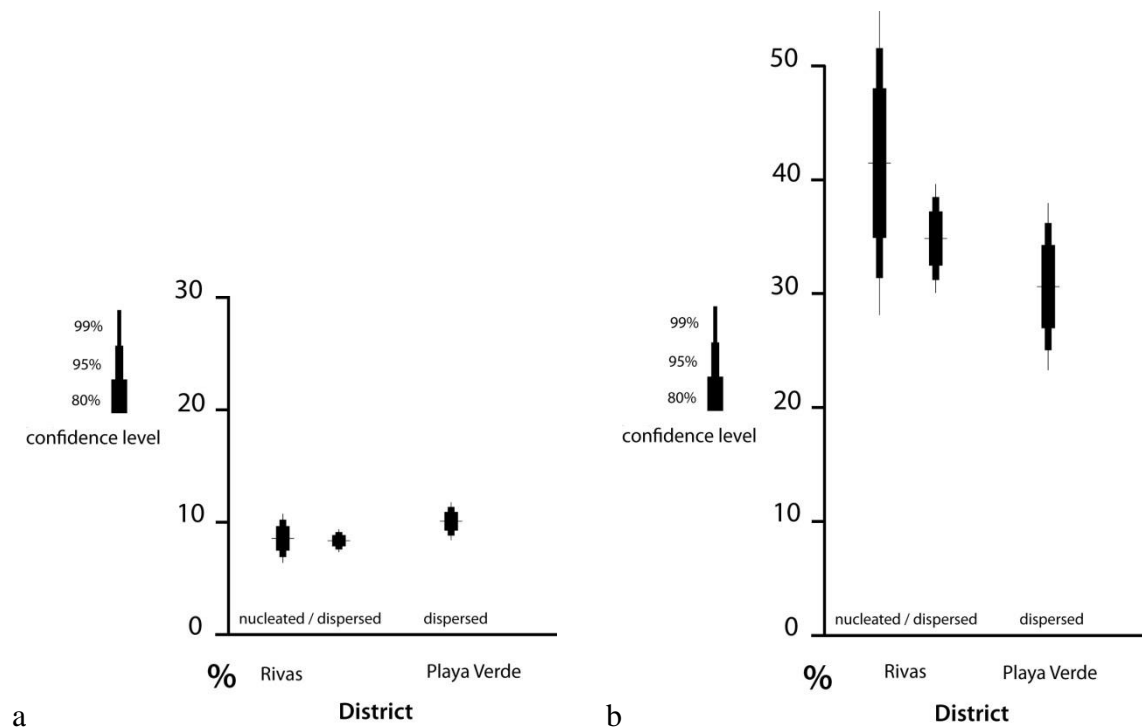 30
20
10
0
99%
95%
80%
confidence level
nucleated / dispersed
dispersed
%
Rivas
Playa Verde
District
a
50
40
30
20
10
0
99%
95%
80%
confidence level
nucleated / dispersed
dispersed
%
Rivas
Playa Verde
District
b